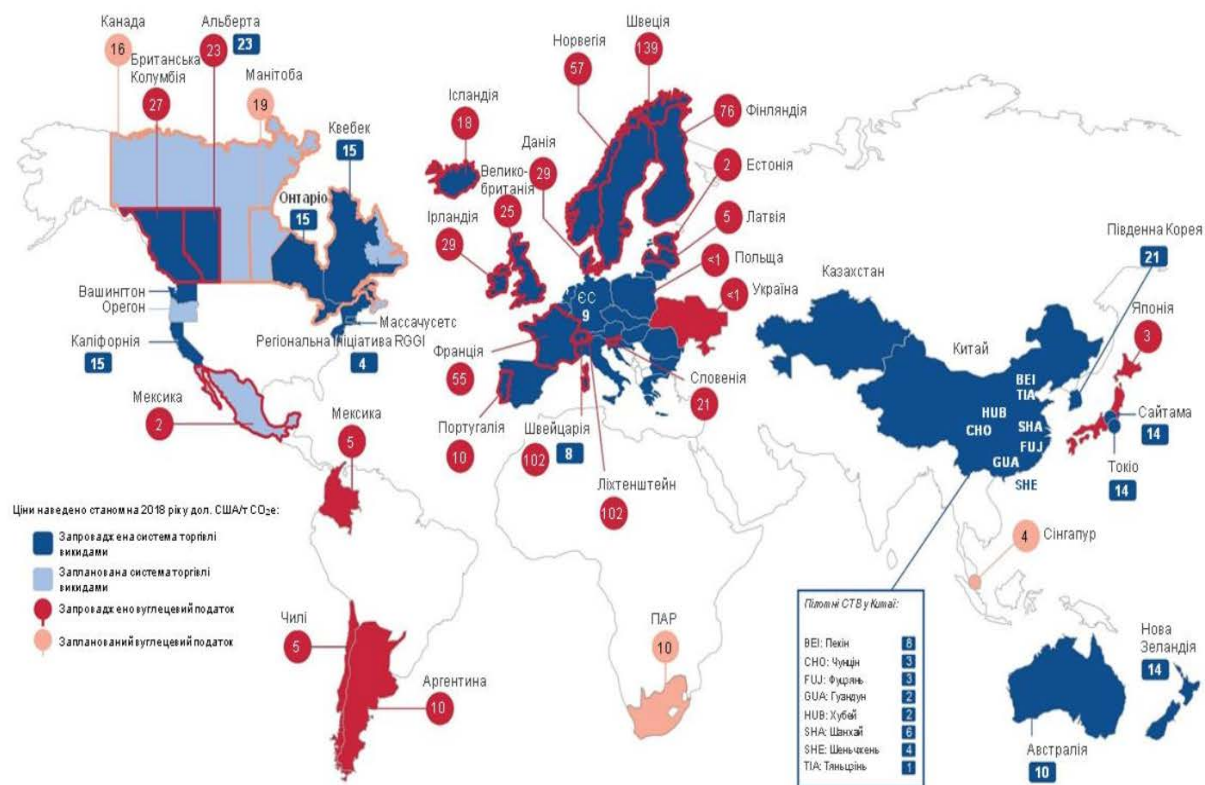 Канада
16
Альберта
23
23
Британська
Колумбія
27
Манітоба
19
Квебек
15
Онтаріо
15
Вашингтон
Орегон
Каліфорнія
15
Массачусетс
Регіональна Ініціатива RGGI
4
Мексика
2
Мексика
5
Чилі
5
Аргентина
10
Ісландія
18
Норвегія
57
Швеція
139
Фінляндія
76
Данія
29
Естонія
2
Велико-
британія
25
Латвія
5
Ірландія
29
Польща
<1
Україна
<1
ЄС
9
Франція
55
Словенія
21
Португалія
10
Швейцарія
102
8
Ліхтенштейн
102
ПАР
10
Казахстан
Китай
BEI
TIA
HUB
CHO
SHA
FUJ
GUA
SHE
Південна Корея
21
Японія
3
Сайтама
14
Токіо
14
Сінгапур
4
Нова
Зеландія
14
Австралія
10
Ціни наведено станом на 2018 рік у дол. США/т CO₂е:
Запроваджена система торгівлі
викидами
Запланована система торгівлі
викидами
Запроваджено вуглецевий податок
Запланований вуглецевий податок
Пілотні СТВ у Китаї:
BEI: Пекін 8
CHO: Чунцін 3
FUJ: Фуцзянь 3
GUA: Гуандун 2
HUB: Хубей 2
SHA: Шанхай 6
SHE: Шеньчжень 4
TIA: Тяньцзінь 1